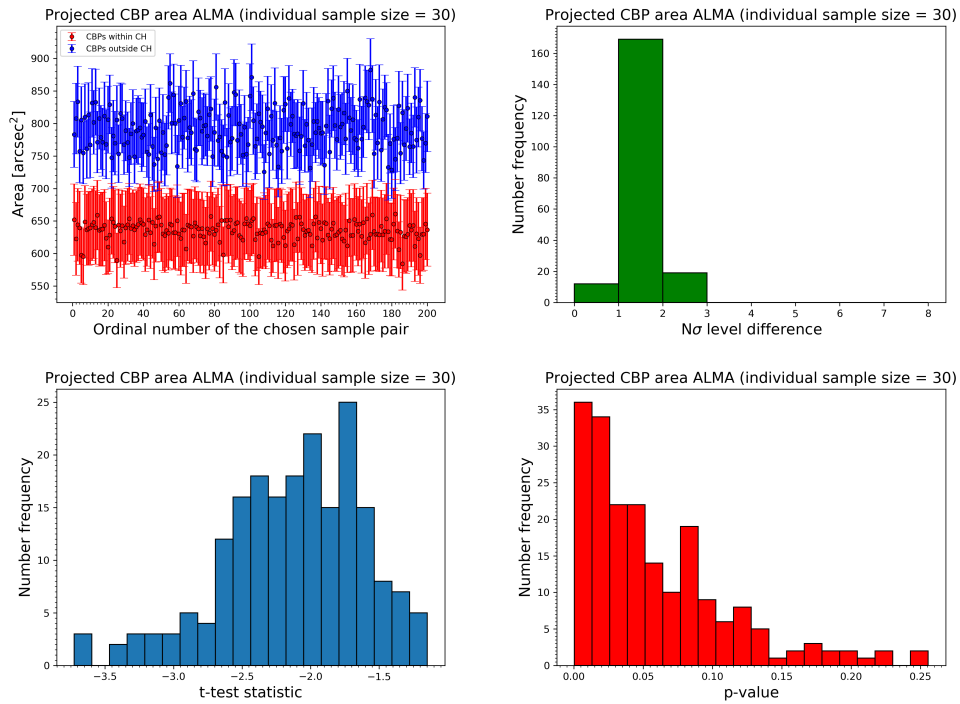 Projected CBP area ALMA (individual sample size = 30)
CBPs within CH
CBPs outside CH
Area [arcsec²]
900
850
800
750
700
650
600
550
0 20 40 60 80 100 120 140 160 180 200
Ordinal number of the chosen sample pair
Projected CBP area ALMA (individual sample size = 30)
Number frequency
160
140
120
100
80
60
40
20
0
0 1 2 3 4 5 6 7 8
Nσ level difference
Projected CBP area ALMA (individual sample size = 30)
Number frequency
25
20
15
10
5
0
−3.5 −3.0 −2.5 −2.0 −1.5
t-test statistic
Projected CBP area ALMA (individual sample size = 30)
Number frequency
35
30
25
20
15
10
5
0
0.00 0.05 0.10 0.15 0.20 0.25
p-value